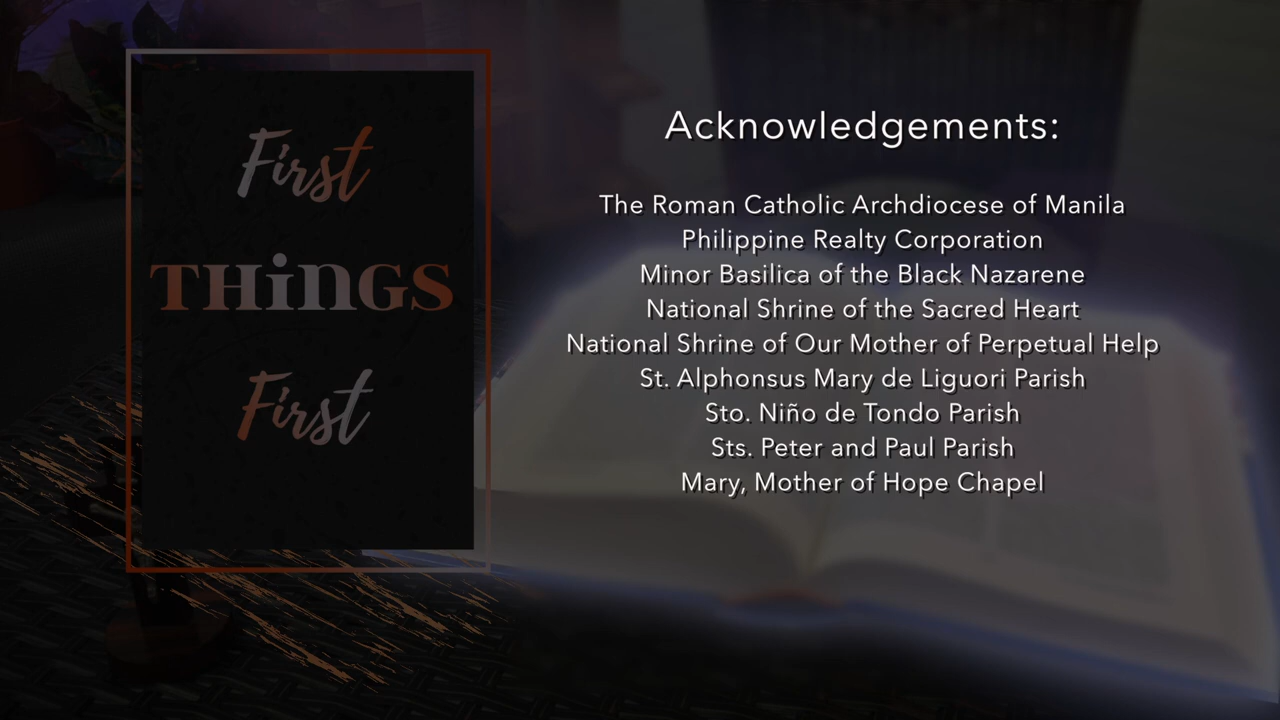 First
THiNGS
First
Acknowledgements:
The Roman Catholic Archdiocese of Manila
Philippine Realty Corporation
Minor Basilica of the Black Nazarene
National Shrine of the Sacred Heart
National Shrine of Our Mother of Perpetual Help
St. Alphonsus Mary de Liguori Parish
Sto. Niño de Tondo Parish
Sts. Peter and Paul Parish
Mary, Mother of Hope Chapel